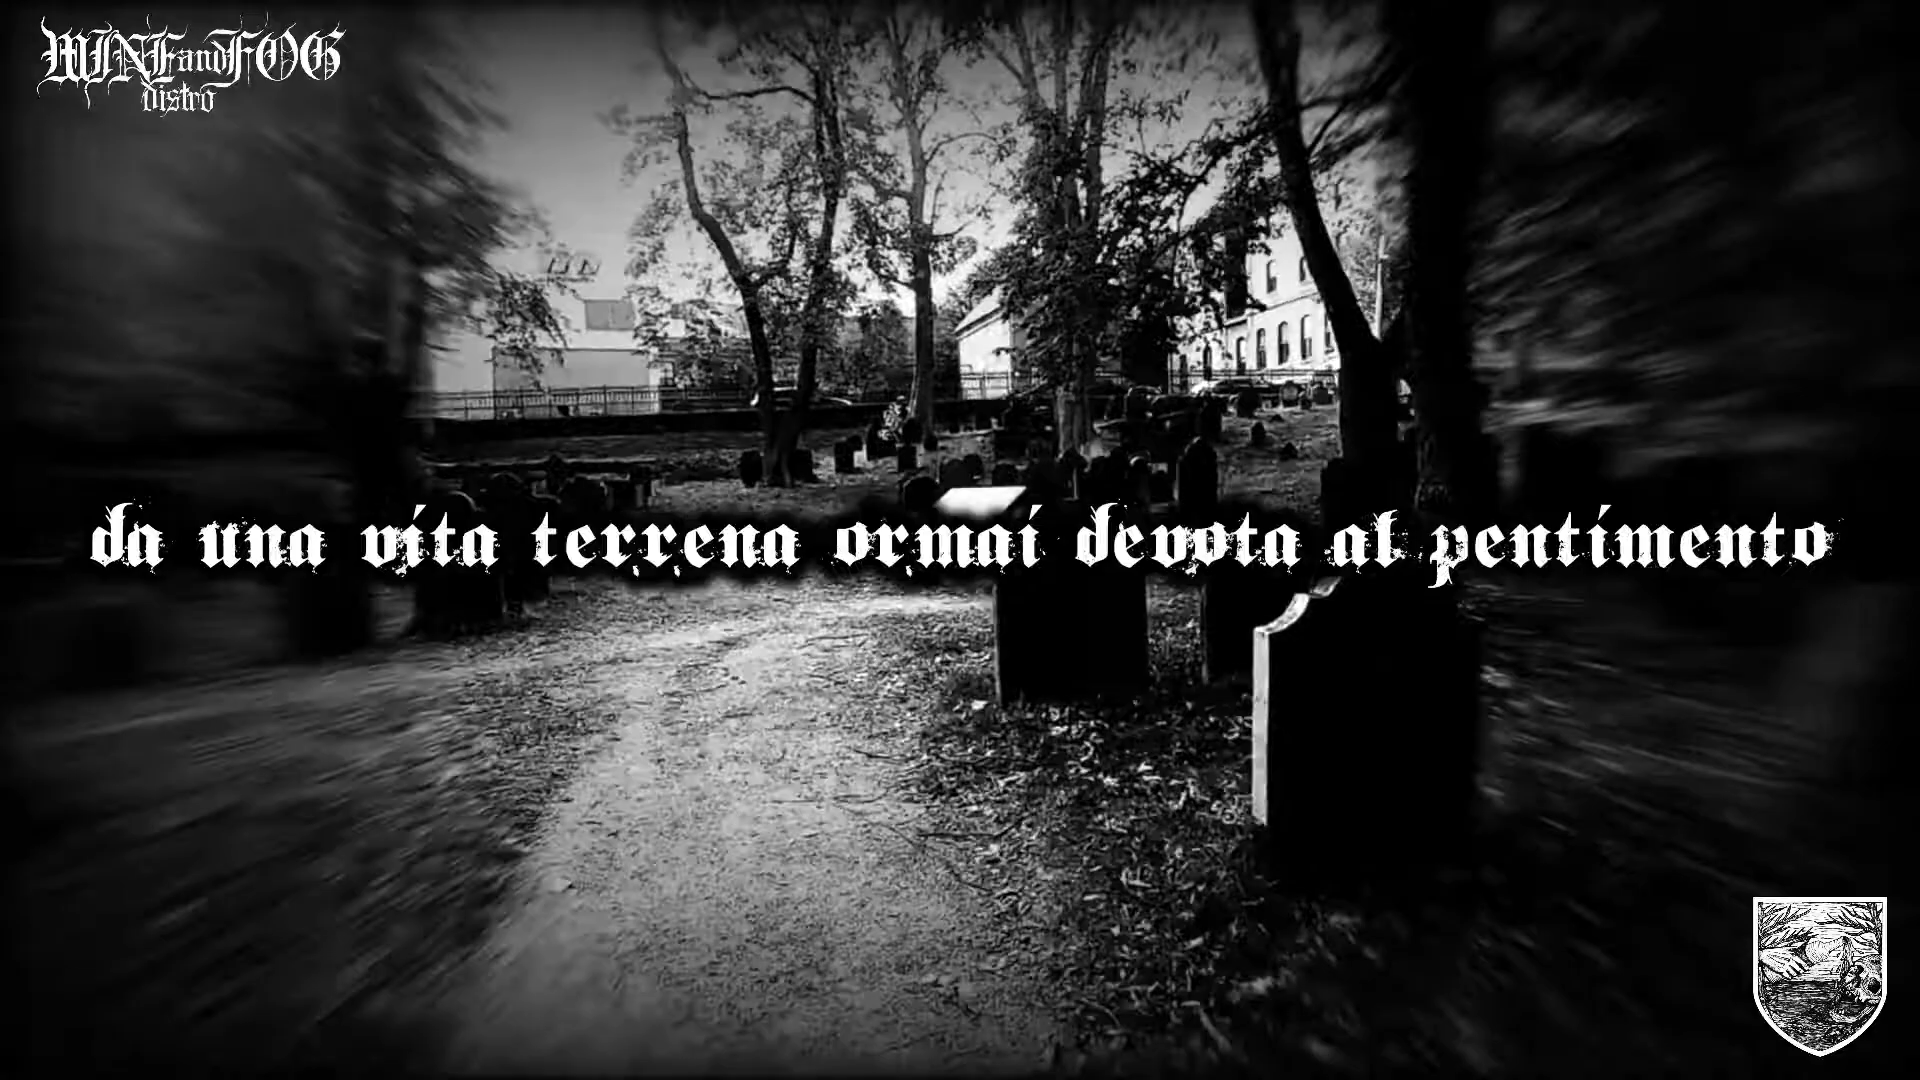 WINE and FOG
distro
da una vita terrena ormai devota al pentimento